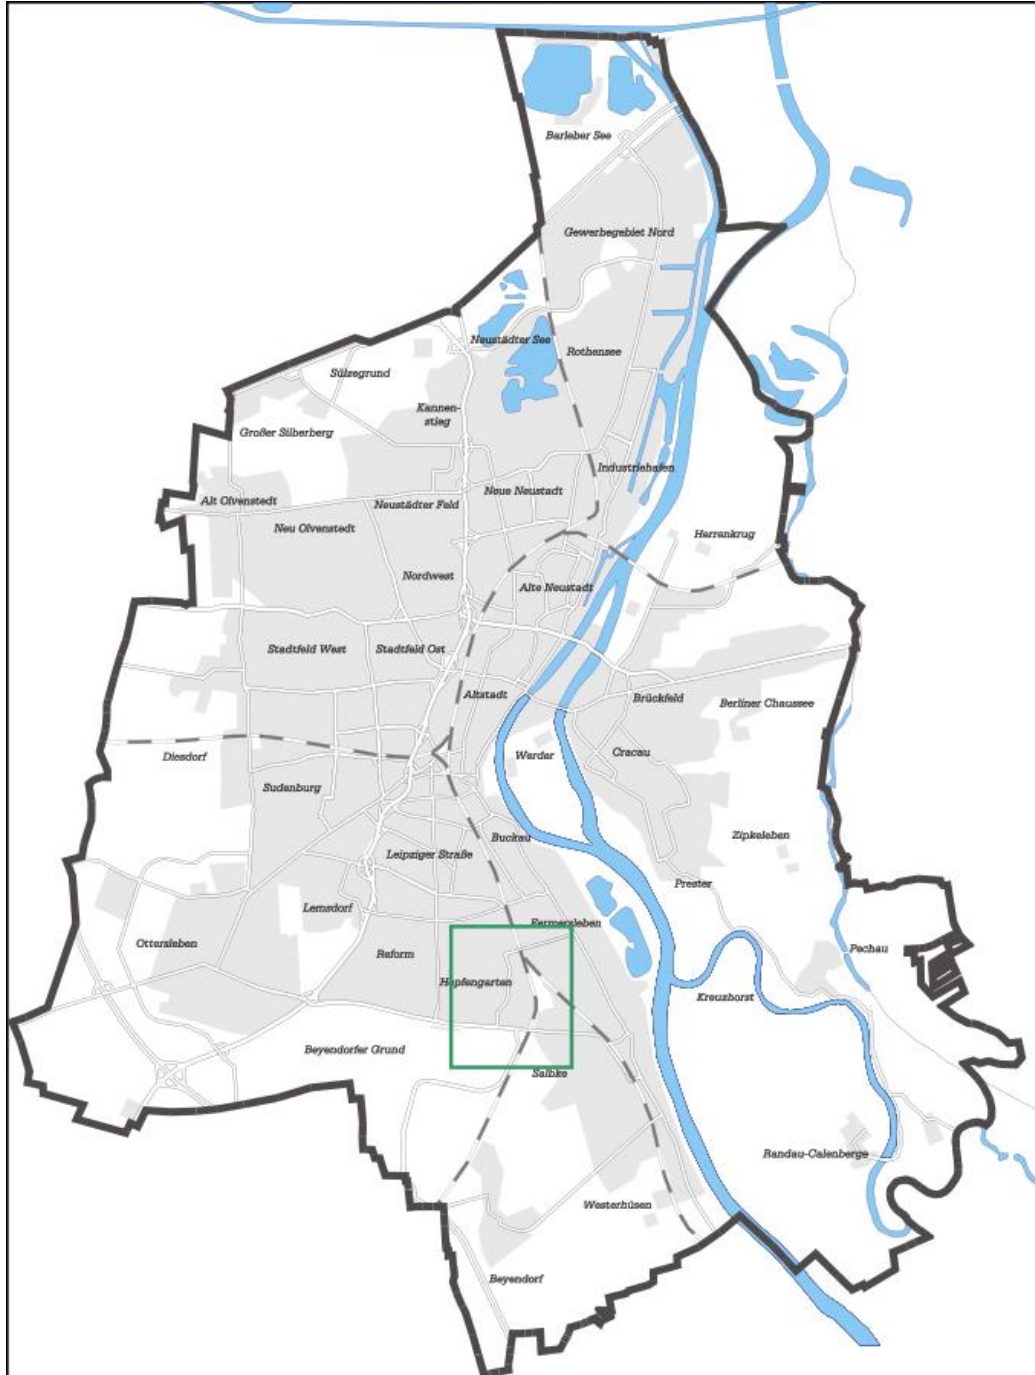 Barleber See
Gewerbegebiet Nord
Neustädter See
Rothensee
Sülzegrund
Kannen-
stieg
Großer Silberberg
Industriehafen
Alt Olvenstedt
Neustädter Feld
Neue Neustadt
Neu Olvenstedt
Herrenkrug
Nordwest
Alte Neustadt
Stadtfeld West
Stadtfeld Ost
Altstadt
Brückfeld
Berliner Chaussee
Diesdorf
Werder
Cracau
Sudenburg
Buckau
Zipkeleben
Leipziger Straße
Prester
Lemsdorf
Fermersleben
Ottersleben
Reform
Pechau
Hopfengarten
Kreuzhorst
Beyendorfer Grund
Salbke
Randau-Calenberge
Westerhüsen
Beyendorf